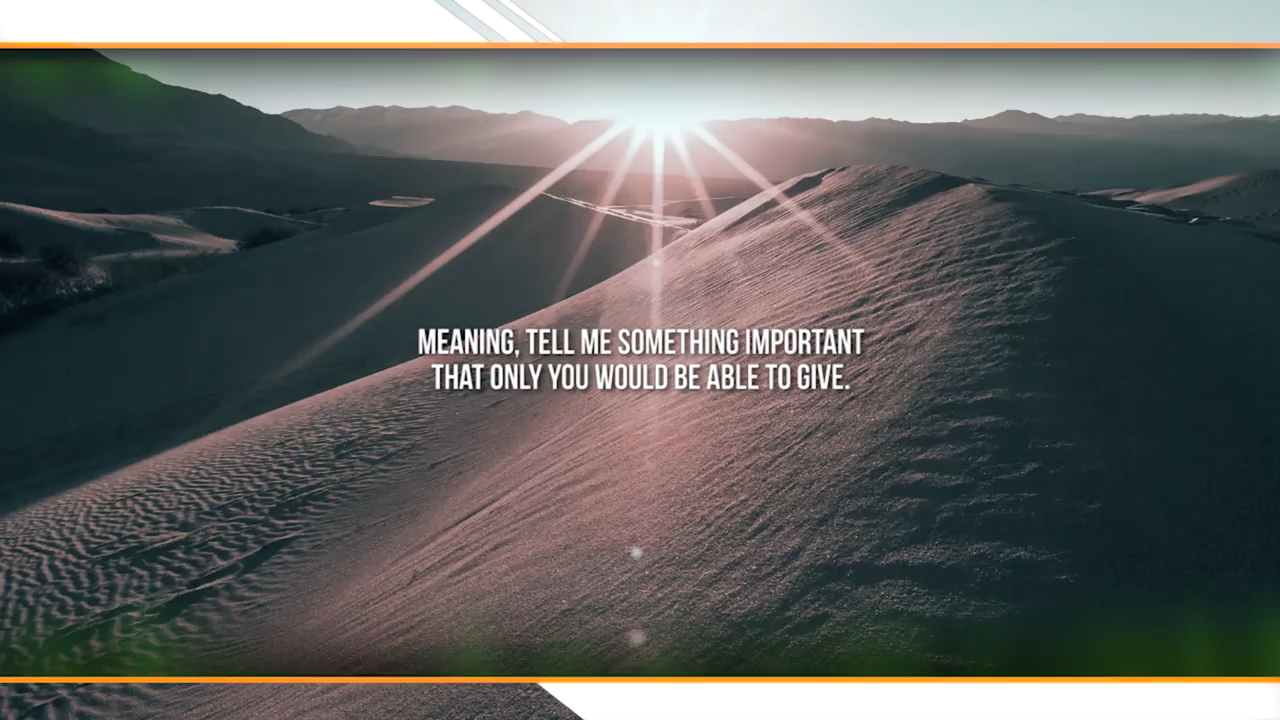 MEANING, TELL ME SOMETHING IMPORTANT
THAT ONLY YOU WOULD BE ABLE TO GIVE.